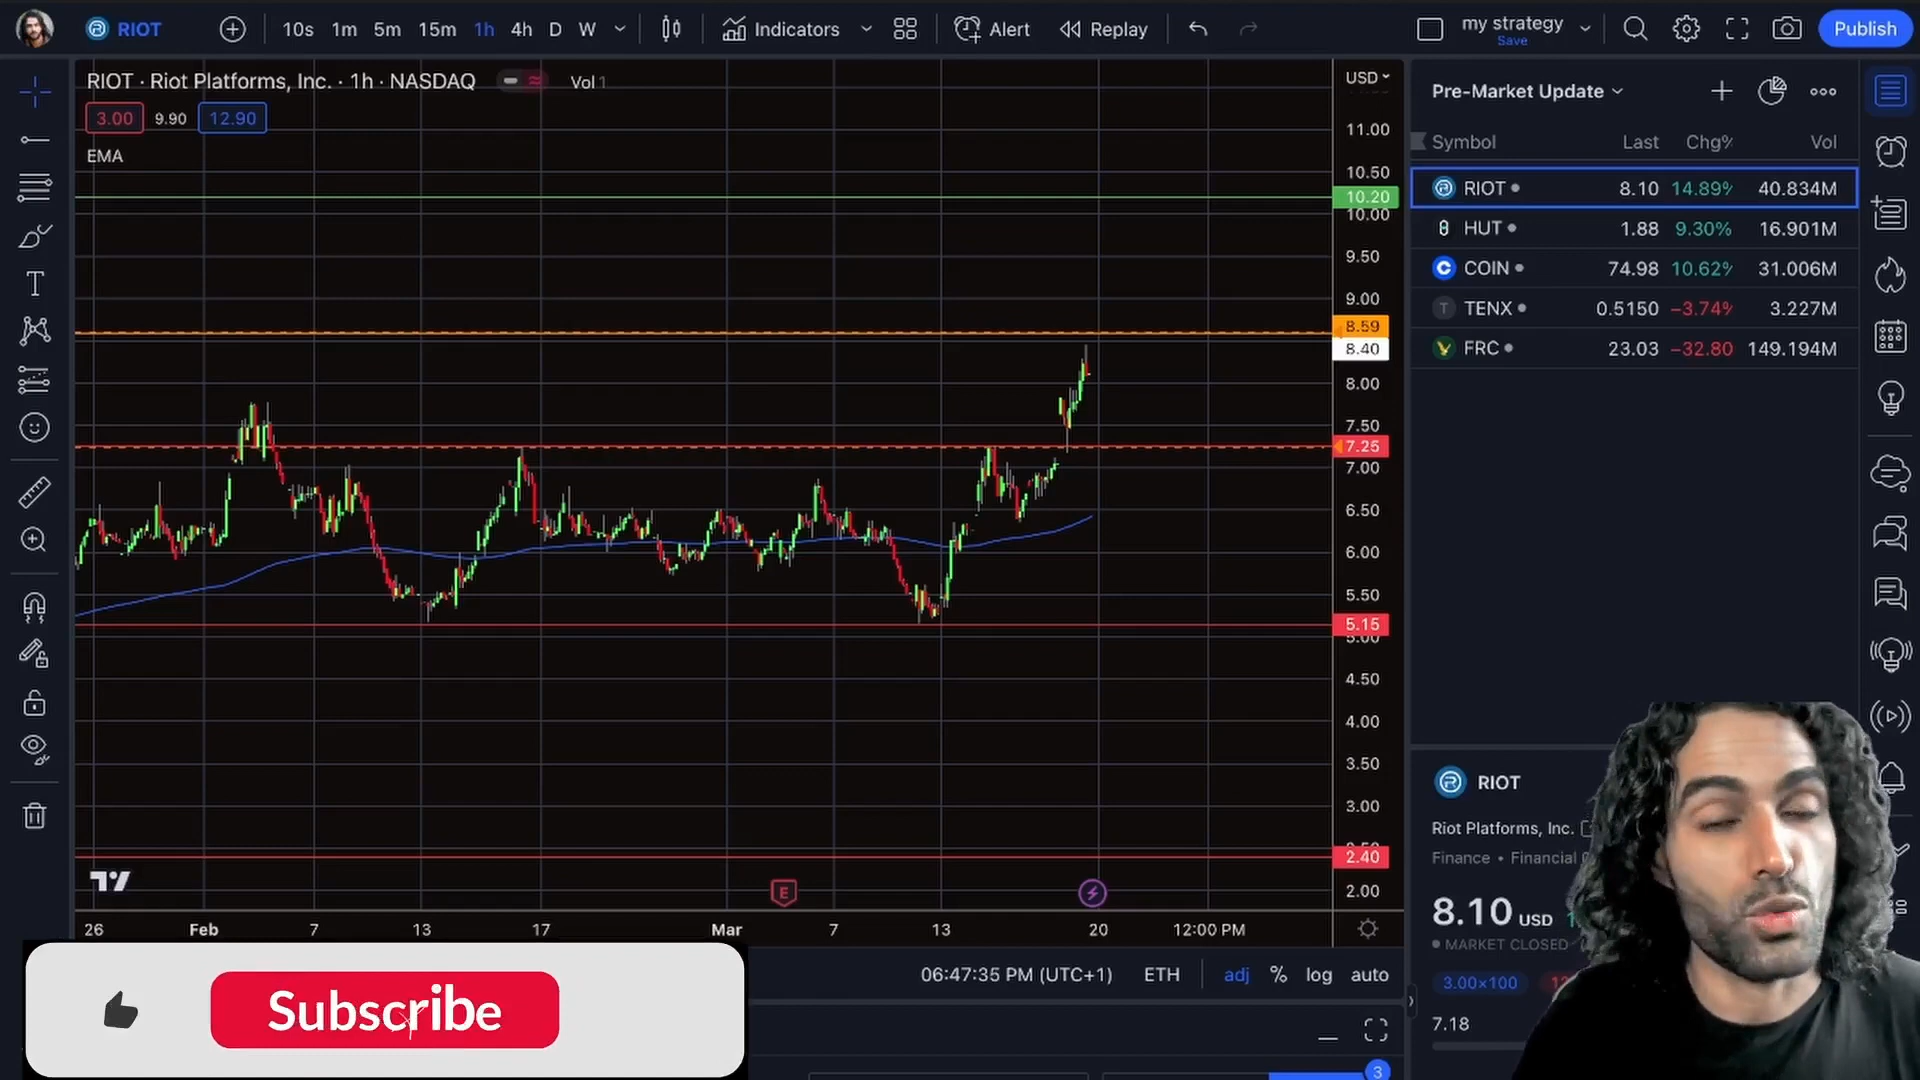 RIOT
10s 1m 5m 15m 1h 4h D W
Indicators
Alert
Replay
my strategy
Save
Publish
RIOT · Riot Platforms, Inc. · 1h · NASDAQ
Vol 1
3.00 9.90 12.90
EMA
USD
11.00
10.50
10.20
10.00
9.50
9.00
8.59
8.40
8.00
7.50
7.25
7.00
6.50
6.00
5.50
5.15
5.00
4.50
4.00
3.50
3.00
2.40
2.00
E
26 Feb 7 13 17 Mar 7 13 20 12:00 PM
06:47:35 PM (UTC+1) ETH adj % log auto
Subscribe
3
Pre-Market Update
Symbol Last Chg% Vol
RIOT 8.10 14.89% 40.834M
HUT 1.88 9.30% 16.901M
COIN 74.98 10.62% 31.006M
T TENX 0.5150 −3.74% 3.227M
FRC 23.03 −32.80 149.194M
RIOT
Riot Platforms, Inc.
Finance • Financial
8.10 USD
MARKET CLOSED
3.00×100
7.18